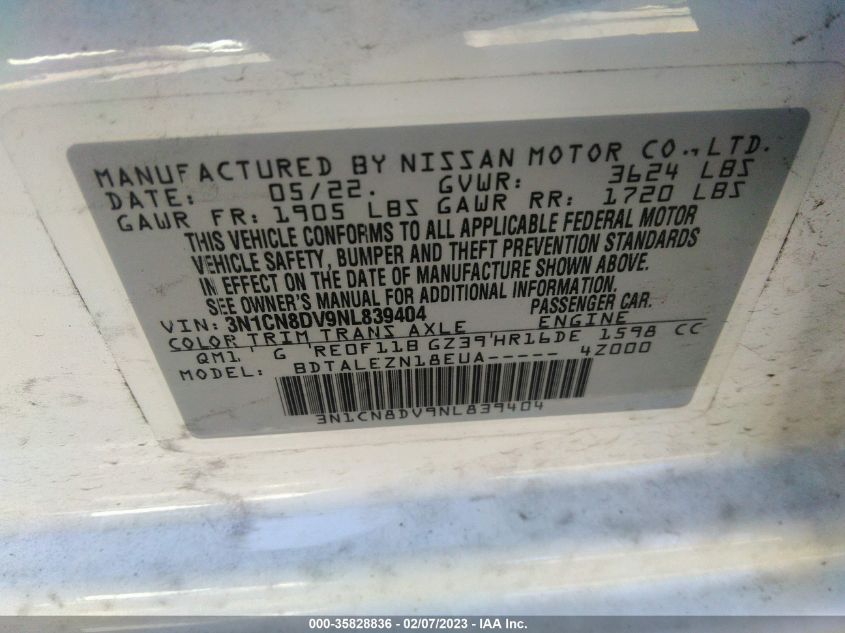 MANUFACTURED BY NISSAN MOTOR CO., LTD.
DATE: 05/22. GVWR: 3624 LBS
GAWR FR: 1905 LBS GAWR RR: 1720 LBS
THIS VEHICLE CONFORMS TO ALL APPLICABLE FEDERAL MOTOR
VEHICLE SAFETY, BUMPER AND THEFT PREVENTION STANDARDS
IN EFFECT ON THE DATE OF MANUFACTURE SHOWN ABOVE.
SEE OWNER'S MANUAL FOR ADDITIONAL INFORMATION
VIN: 3N1CN8DV9NL839404 PASSENGER CAR.
COLOR TRIM TRANS AXLE ENGINE
QM1' G 'RE0F11B GZ39'HR16DE 1598 CC
MODEL: BDTALEZN18EUA----- 4Z000
3N1CN8DV9NL839404
000-35828836 - 02/07/2023 - IAA Inc.